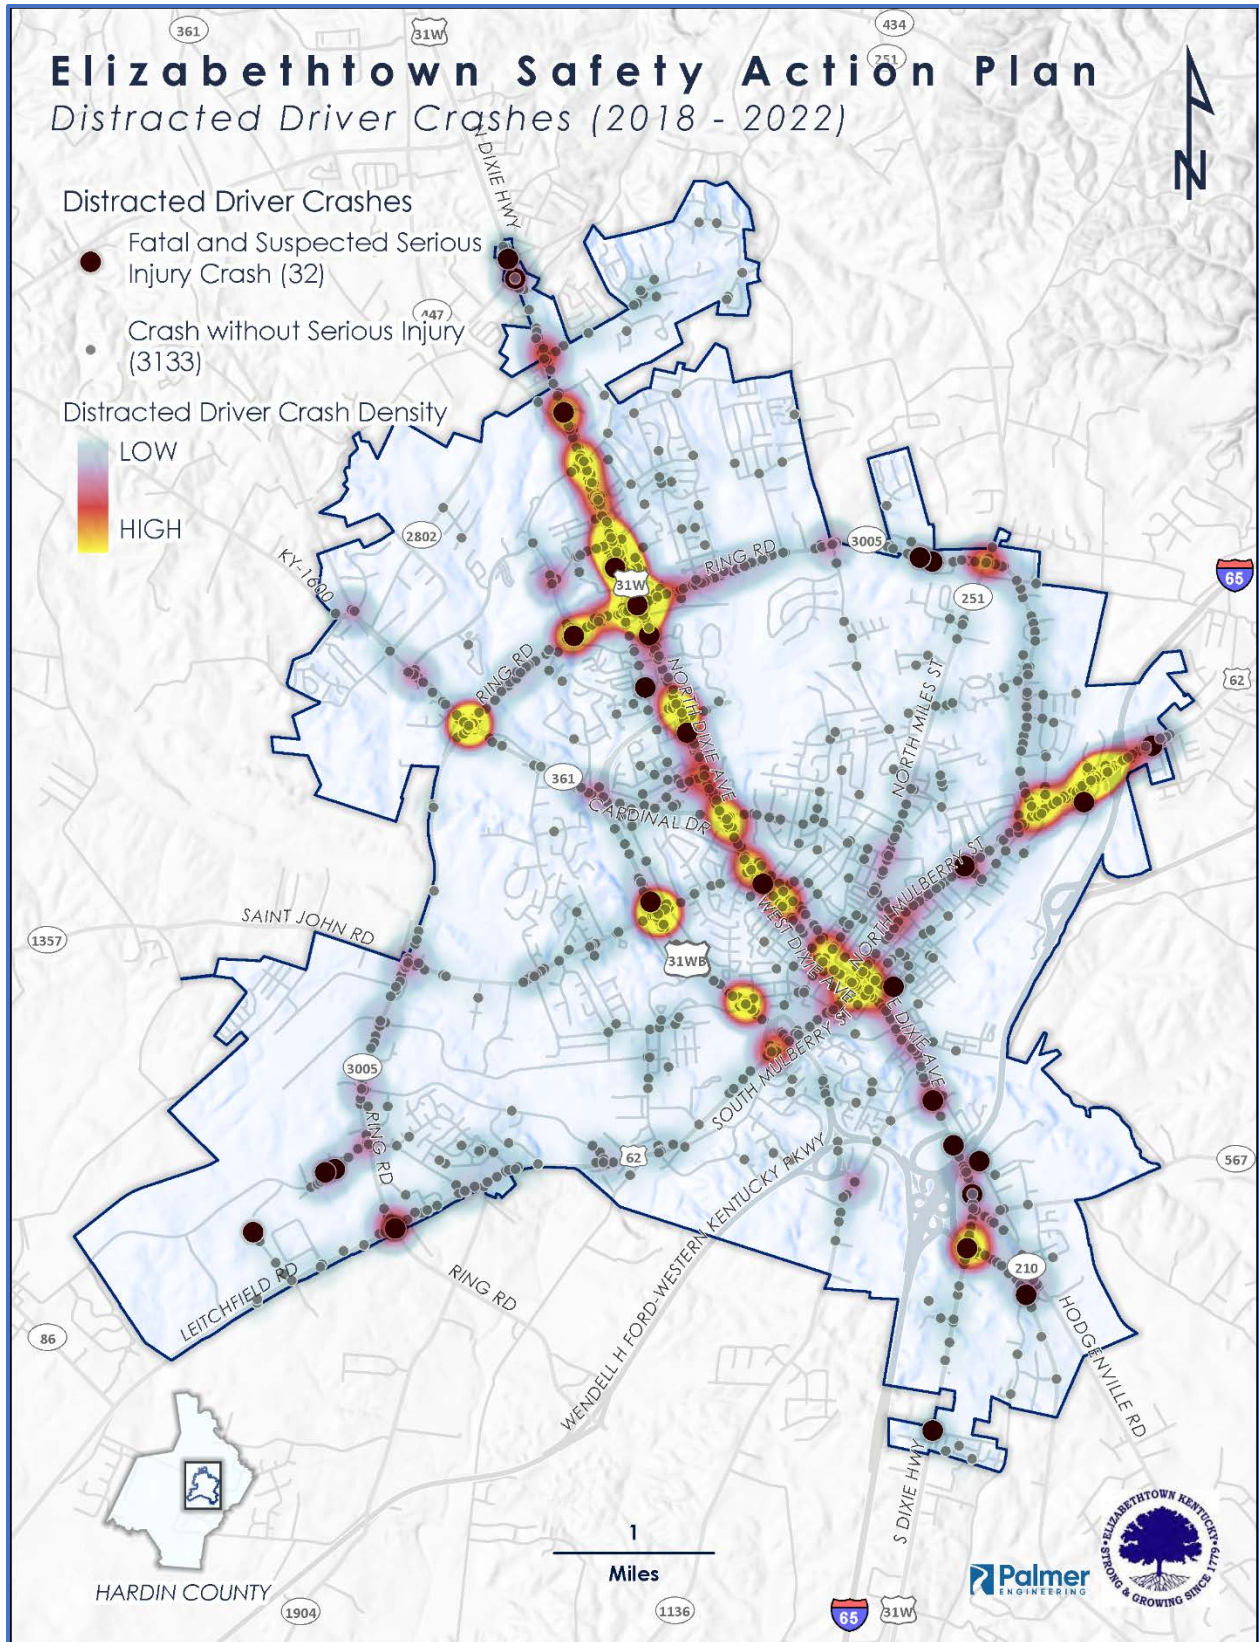 361
31W
434
251
Elizabethtown Safety Action Plan
Distracted Driver Crashes (2018 - 2022)
N
N DIXIE HWY
Distracted Driver Crashes
Fatal and Suspected Serious
Injury Crash (32)
447
Crash without Serious Injury
(3133)
Distracted Driver Crash Density
LOW
HIGH
2802
KY-1600
RING RD
3005
31W
251
65
62
RING RD
NORTH DIXIE AVE
NORTH MILES ST
361
CARDINAL DR
NORTH MULBERRY ST
SAINT JOHN RD
1357
WEST DIXIE AVE
31WB
E DIXIE AVE
SOUTH MULBERRY ST
3005
RING RD
62
567
WENDELL H FORD-WESTERN KENTUCKY PKWY
210
LEITCHFIELD RD
RING RD
HODGENVILLE RD
86
S DIXIE HWY
HARDIN COUNTY
1
Miles
Palmer
ENGINEERING
ELIZABETHTOWN KENTUCKY
STRONG & GROWING SINCE 1779
1904
1136
65
31W